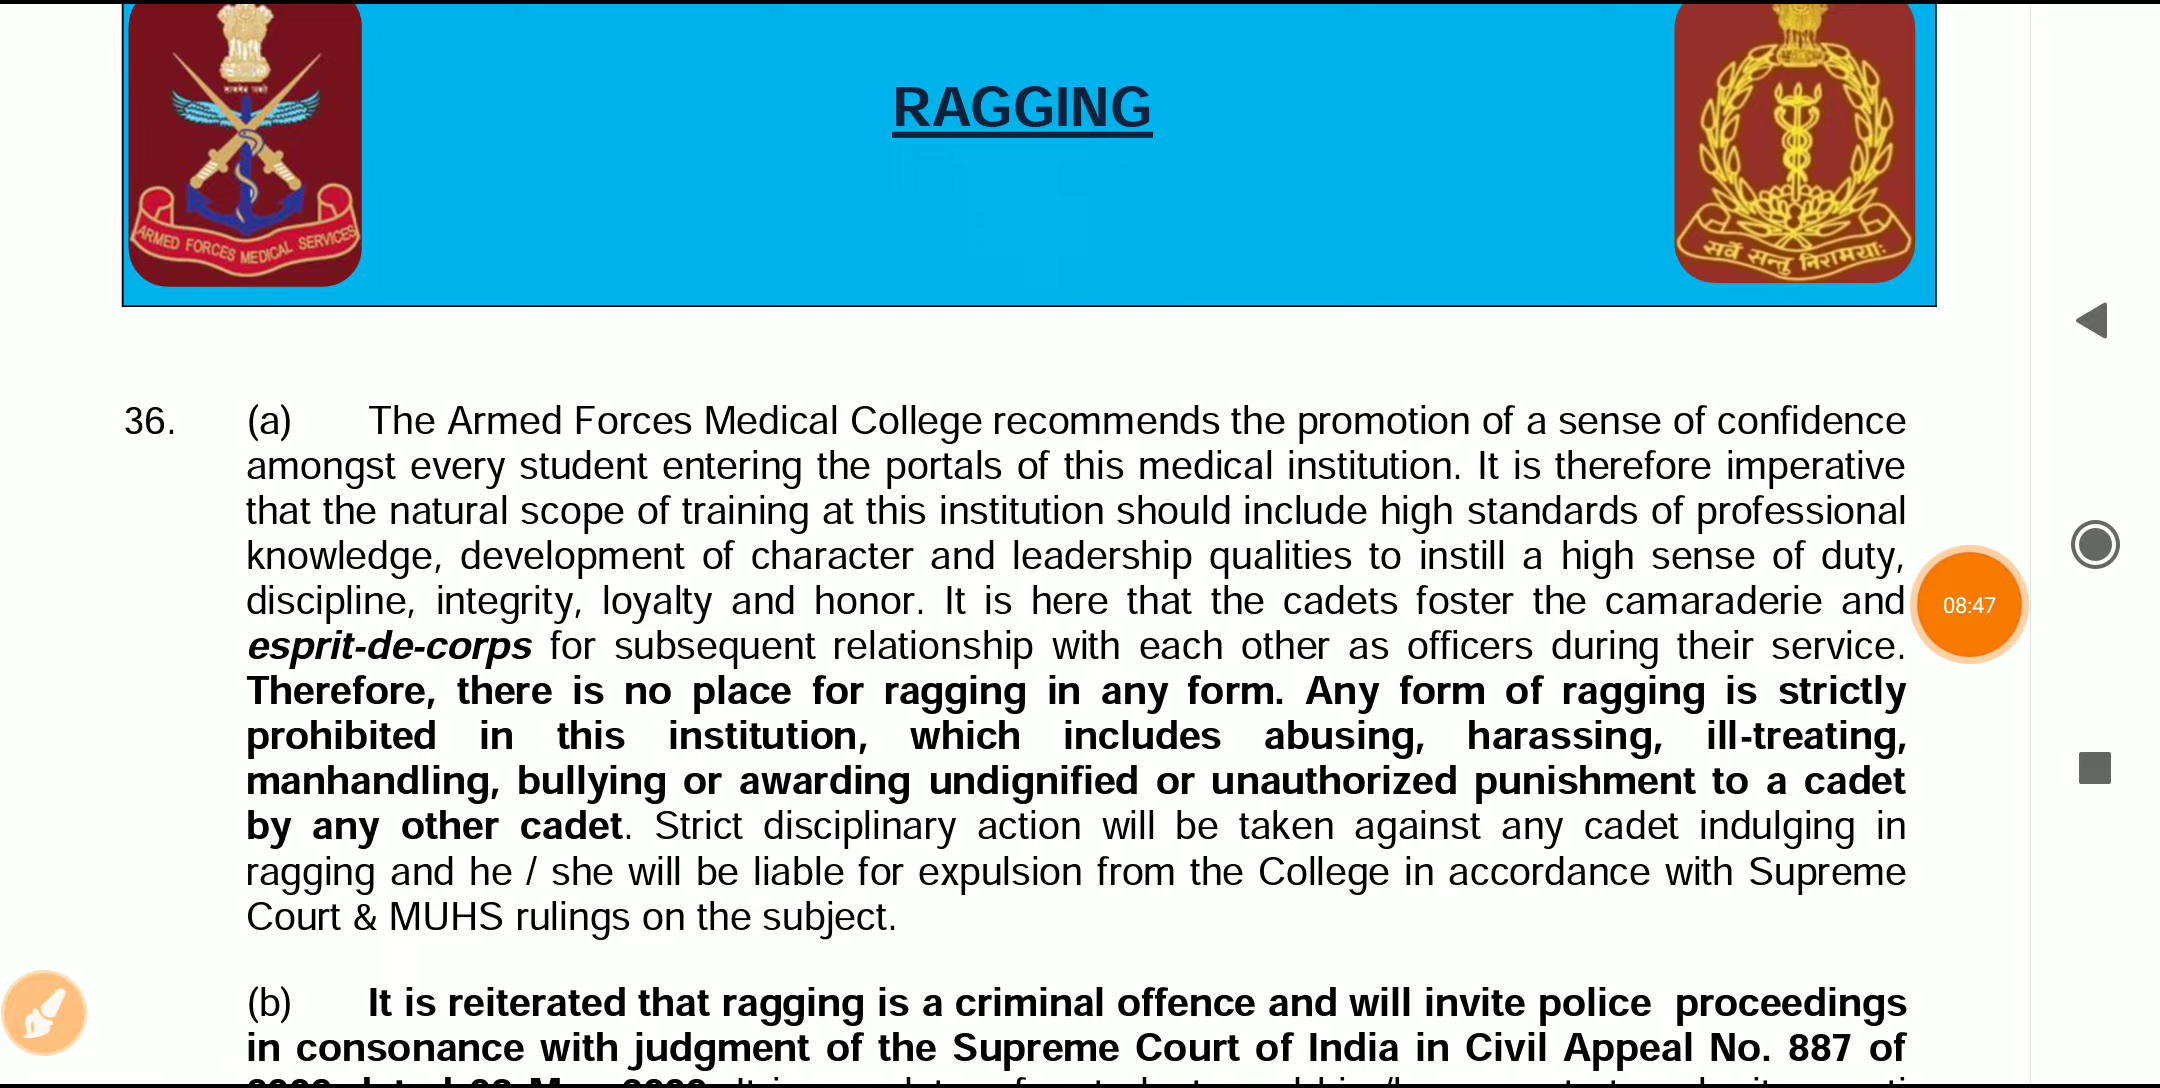 RAGGING
ARMED FORCES MEDICAL SERVICES
सर्वे सन्तु निरामयाः
36. (a) The Armed Forces Medical College recommends the promotion of a sense of confidence
amongst every student entering the portals of this medical institution. It is therefore imperative
that the natural scope of training at this institution should include high standards of professional
knowledge, development of character and leadership qualities to instill a high sense of duty,
discipline, integrity, loyalty and honor. It is here that the cadets foster the camaraderie and
esprit-de-corps for subsequent relationship with each other as officers during their service.
Therefore, there is no place for ragging in any form. Any form of ragging is strictly
prohibited in this institution, which includes abusing, harassing, ill-treating,
manhandling, bullying or awarding undignified or unauthorized punishment to a cadet
by any other cadet. Strict disciplinary action will be taken against any cadet indulging in
ragging and he / she will be liable for expulsion from the College in accordance with Supreme
Court & MUHS rulings on the subject.
08:47
(b) It is reiterated that ragging is a criminal offence and will invite police proceedings
in consonance with judgment of the Supreme Court of India in Civil Appeal No. 887 of